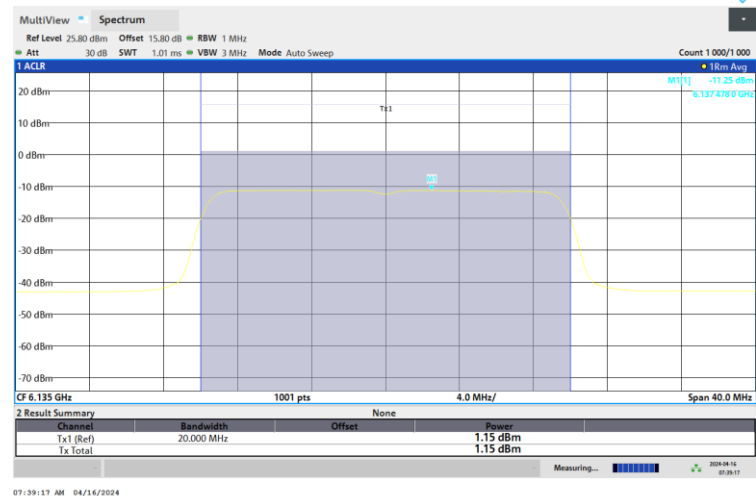 MultiView Spectrum
Ref Level 25.80 dBm Offset 15.80 dB RBW 1 MHz
Att 30 dB SWT 1.01 ms VBW 3 MHz Mode Auto Sweep Count 1 000/1 000
1 ACLR 1Rm Avg
M1[1] -11.25 dBm
6.137 478 0 GHz
20 dBm
Tx1
10 dBm
0 dBm
M1
-10 dBm
-20 dBm
-30 dBm
-40 dBm
-50 dBm
-60 dBm
-70 dBm
CF 6.135 GHz 1001 pts 4.0 MHz/ Span 40.0 MHz
2 Result Summary None
Channel Bandwidth Offset Power
Tx1 (Ref) 20.000 MHz 1.15 dBm
Tx Total 1.15 dBm
Measuring... 2024-04-16
07:39:17
07:39:17 AM 04/16/2024